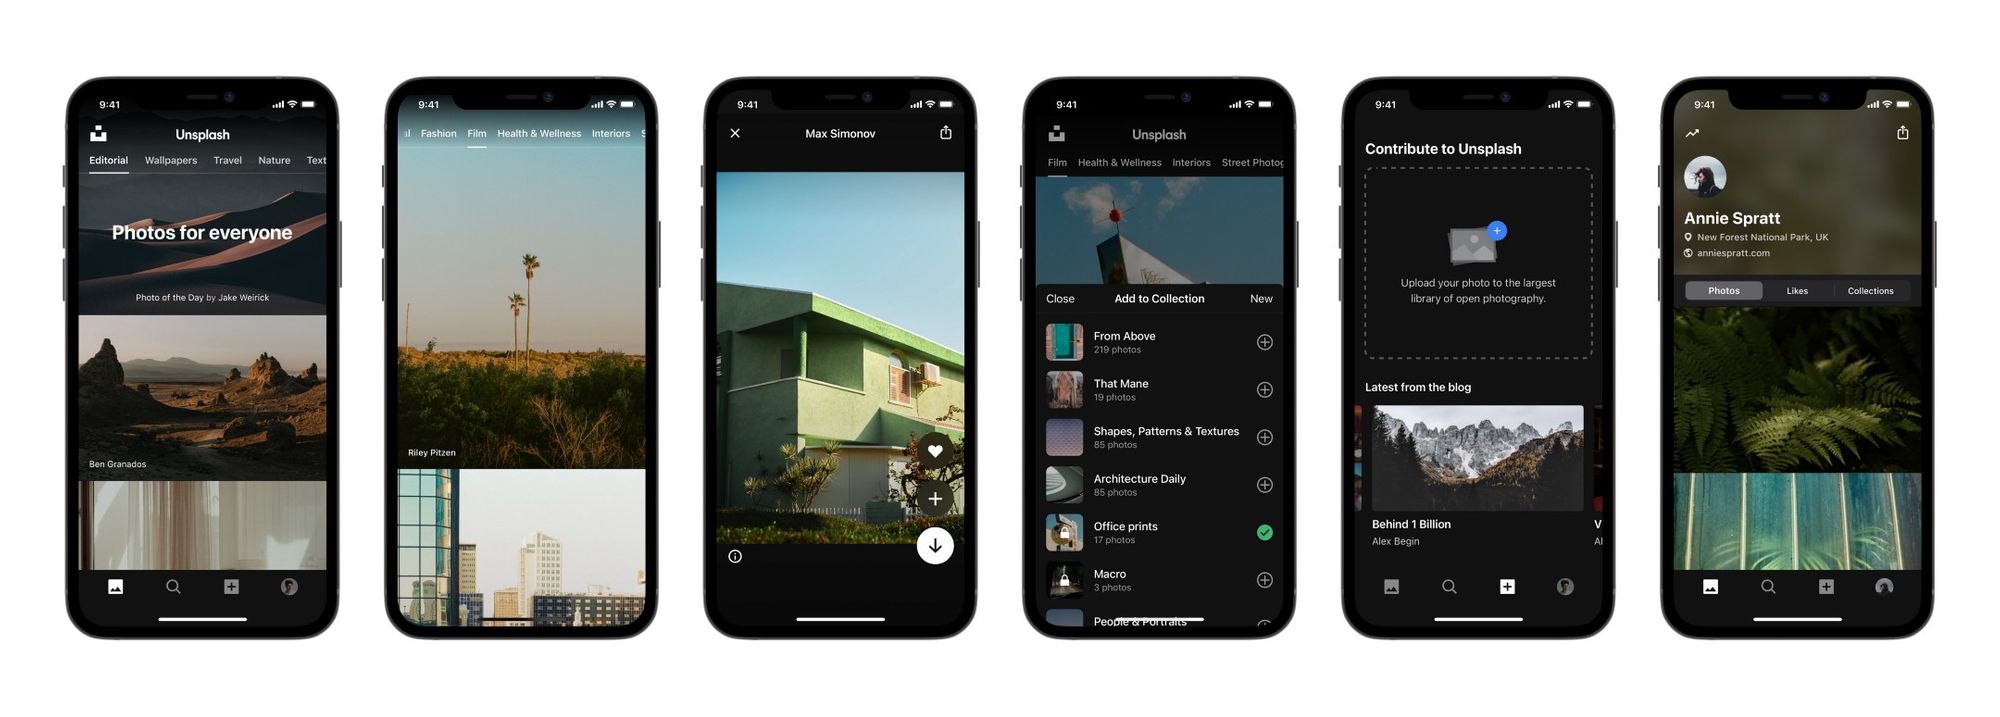 9:41
Unsplash
Editorial Wallpapers Travel Nature Text
Photos for everyone
Photo of the Day by Jake Weirick
Ben Granados
9:41
al Fashion Film Health & Wellness Interiors S
Riley Pitzen
9:41
Max Simonov
9:41
Unsplash
Film Health & Wellness Interiors Street Photog
Close Add to Collection New
From Above
219 photos
That Mane
19 photos
Shapes, Patterns & Textures
85 photos
Architecture Daily
85 photos
Office prints
17 photos
Macro
3 photos
People & Portraits
9:41
Contribute to Unsplash
Upload your photo to the largest
library of open photography.
Latest from the blog
Behind 1 Billion
Alex Begin
V
Al
9:41
Annie Spratt
New Forest National Park, UK
anniespratt.com
Photos Likes Collections